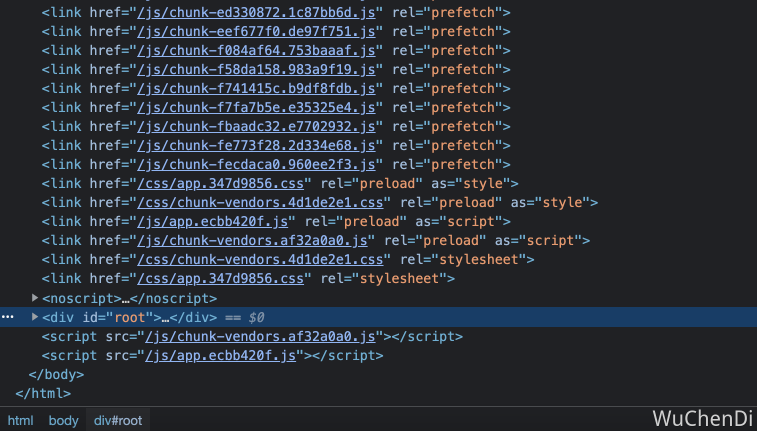 <link href="/js/chunk-ed330872.1c87bb6d.js" rel="prefetch">
<link href="/js/chunk-eef677f0.de97f751.js" rel="prefetch">
<link href="/js/chunk-f084af64.753baaaf.js" rel="prefetch">
<link href="/js/chunk-f58da158.983a9f19.js" rel="prefetch">
<link href="/js/chunk-f741415c.b9df8fdb.js" rel="prefetch">
<link href="/js/chunk-f7fa7b5e.e35325e4.js" rel="prefetch">
<link href="/js/chunk-fbaadc32.e7702932.js" rel="prefetch">
<link href="/js/chunk-fe773f28.2d334e68.js" rel="prefetch">
<link href="/js/chunk-fecdaca0.960ee2f3.js" rel="prefetch">
<link href="/css/app.347d9856.css" rel="preload" as="style">
<link href="/css/chunk-vendors.4d1de2e1.css" rel="preload" as="style">
<link href="/js/app.ecbb420f.js" rel="preload" as="script">
<link href="/js/chunk-vendors.af32a0a0.js" rel="preload" as="script">
<link href="/css/chunk-vendors.4d1de2e1.css" rel="stylesheet">
<link href="/css/app.347d9856.css" rel="stylesheet">
<noscript>…</noscript>
<div id="root">…</div> == $0
<script src="/js/chunk-vendors.af32a0a0.js"></script>
<script src="/js/app.ecbb420f.js"></script>
</body>
</html>
html body div#root
WuChenDi